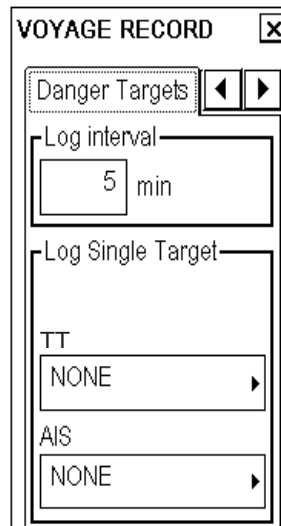 VOYAGE RECORD
Danger Targets
Log interval
5 min
Log Single Target
TT
NONE
AIS
NONE